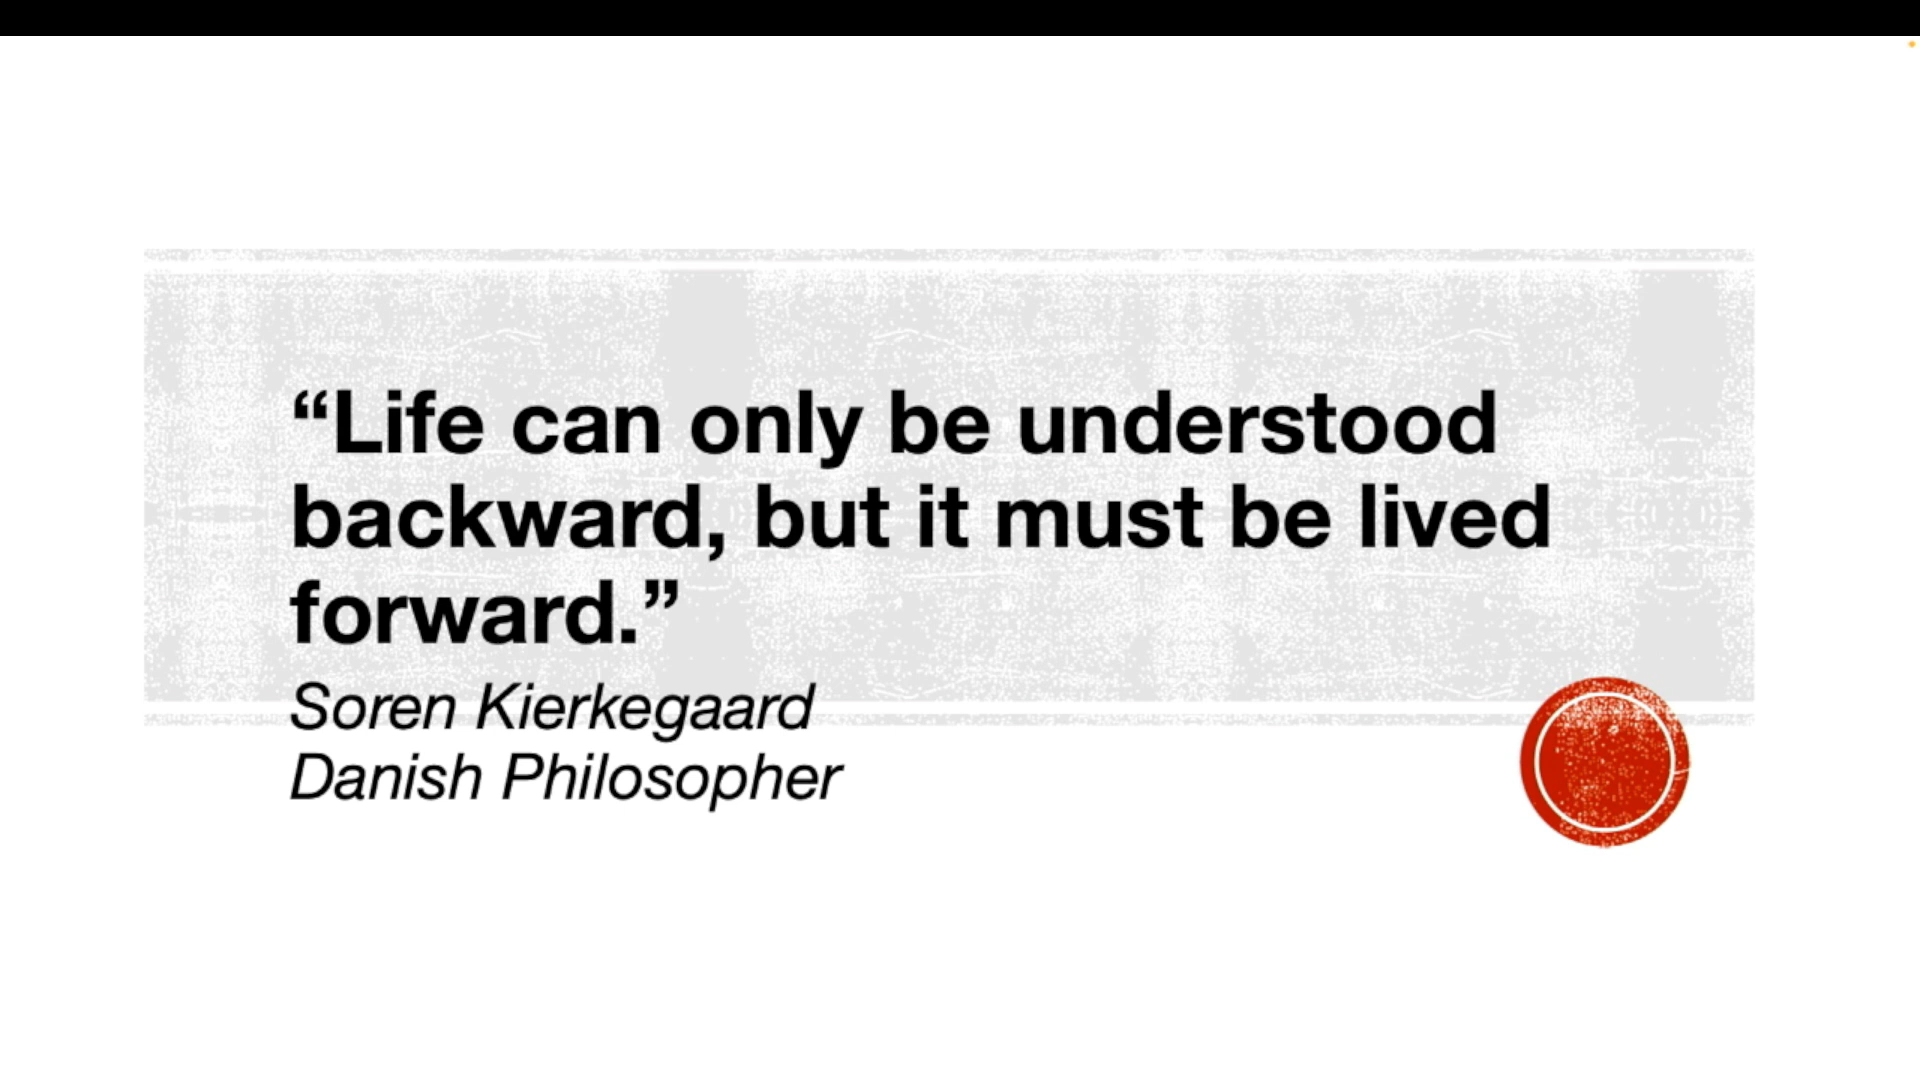 “Life can only be understood
backward, but it must be lived
forward.”
Soren Kierkegaard
Danish Philosopher